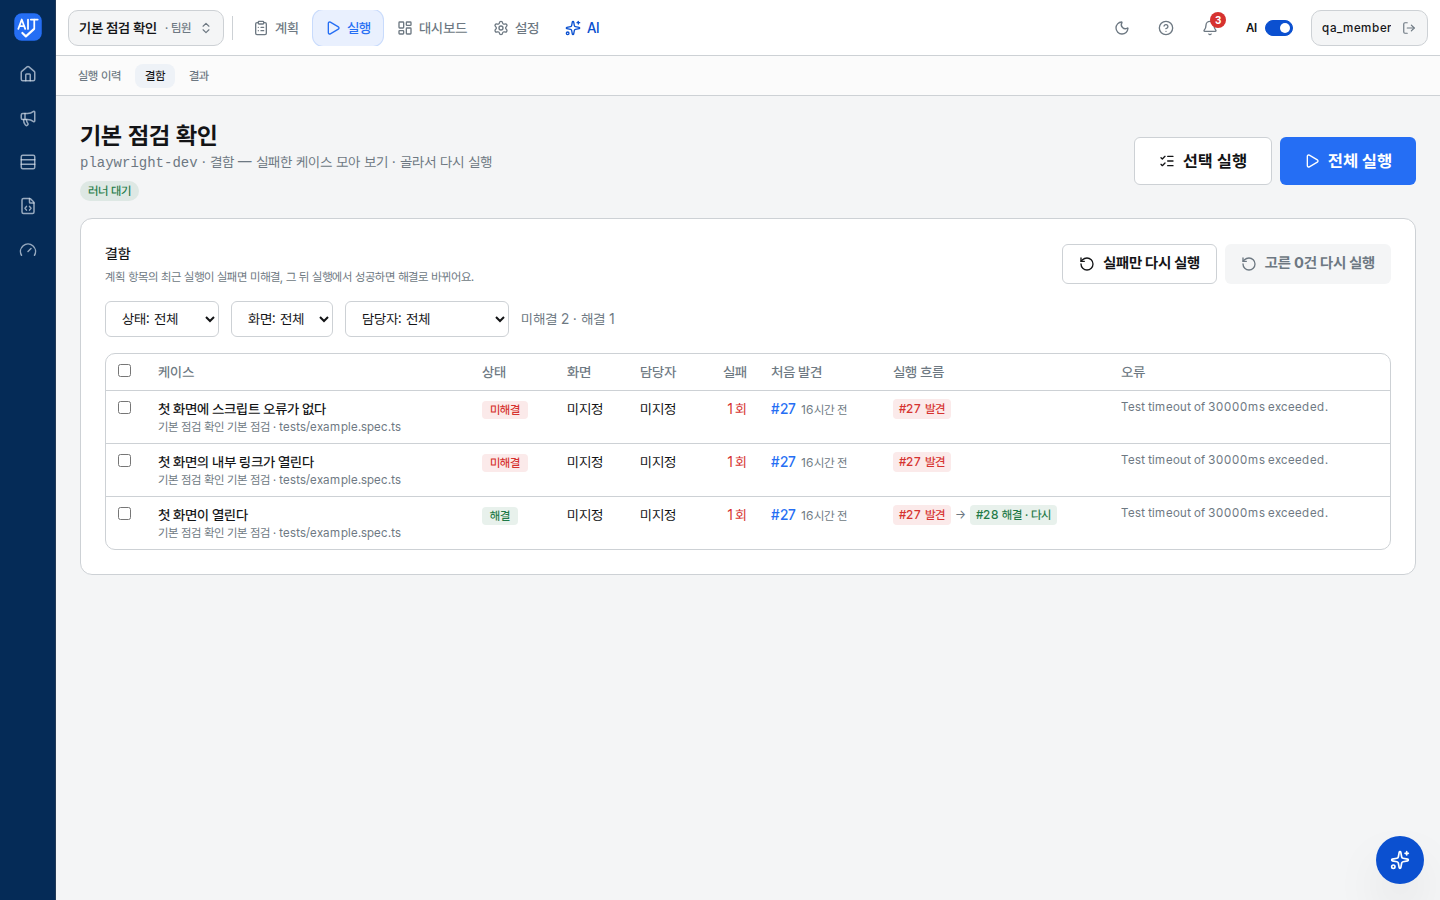 AIT
기본 점검 확인 · 팀원
계획
실행
대시보드
설정
AI
3
AI
qa_member
실행 이력
결함
결과
기본 점검 확인
playwright-dev · 결함 — 실패한 케이스 모아 보기 · 골라서 다시 실행
러너 대기
선택 실행
전체 실행
결함
계획 항목의 최근 실행이 실패면 미해결, 그 뒤 실행에서 성공하면 해결로 바뀌어요.
실패만 다시 실행
고른 0건 다시 실행
상태: 전체
화면: 전체
담당자: 전체
미해결 2 · 해결 1
케이스 상태 화면 담당자 실패 처음 발견 실행 흐름 오류
첫 화면에 스크립트 오류가 없다 미해결 미지정 미지정 1회 #27 16시간 전 #27 발견 Test timeout of 30000ms exceeded.
기본 점검 확인 기본 점검 · tests/example.spec.ts
첫 화면의 내부 링크가 열린다 미해결 미지정 미지정 1회 #27 16시간 전 #27 발견 Test timeout of 30000ms exceeded.
기본 점검 확인 기본 점검 · tests/example.spec.ts
첫 화면이 열린다 해결 미지정 미지정 1회 #27 16시간 전 #27 발견 → #28 해결 · 다시 Test timeout of 30000ms exceeded.
기본 점검 확인 기본 점검 · tests/example.spec.ts